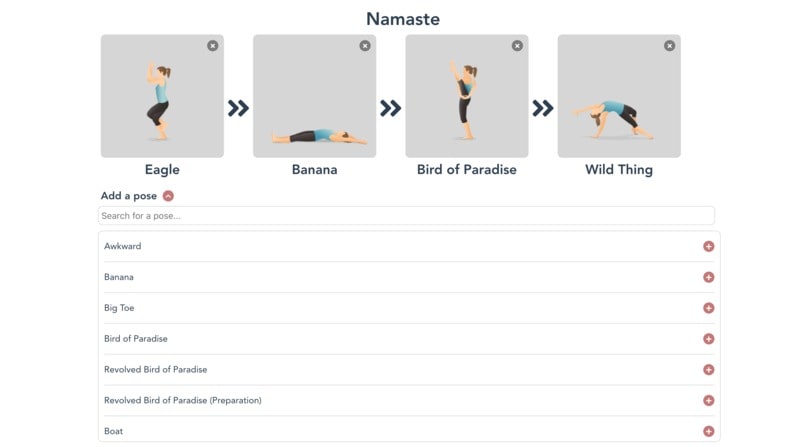 Namaste
Eagle
Banana
Bird of Paradise
Wild Thing
Add a pose
Search for a pose...
Awkward
Banana
Big Toe
Bird of Paradise
Revolved Bird of Paradise
Revolved Bird of Paradise (Preparation)
Boat